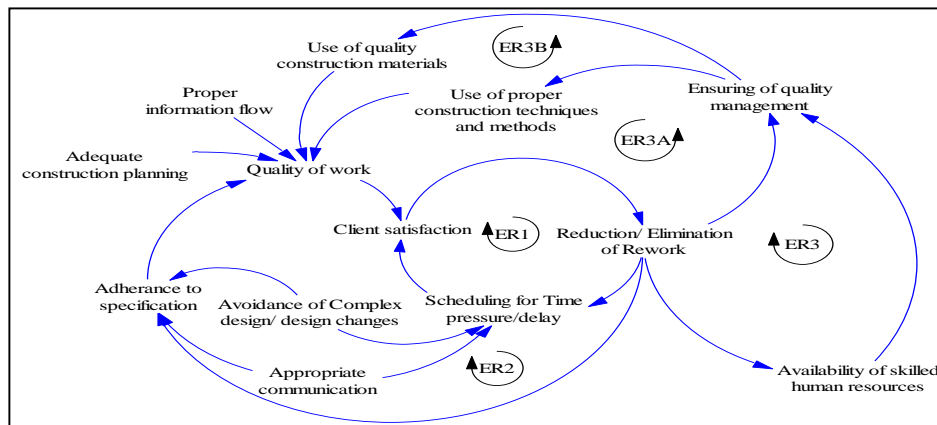 Use of quality
construction materials
ER3B
Ensuring of quality
management
Proper
information flow
Use of proper
construction techniques
and methods
ER3A
Adequate
construction planning
Quality of work
Client satisfaction
ER1
Reduction/ Elimination
of Rework
ER3
Adherance to
specification
Avoidance of Complex
design/ design changes
Scheduling for Time
pressure/delay
Appropriate
communication
ER2
Availability of skilled
human resources